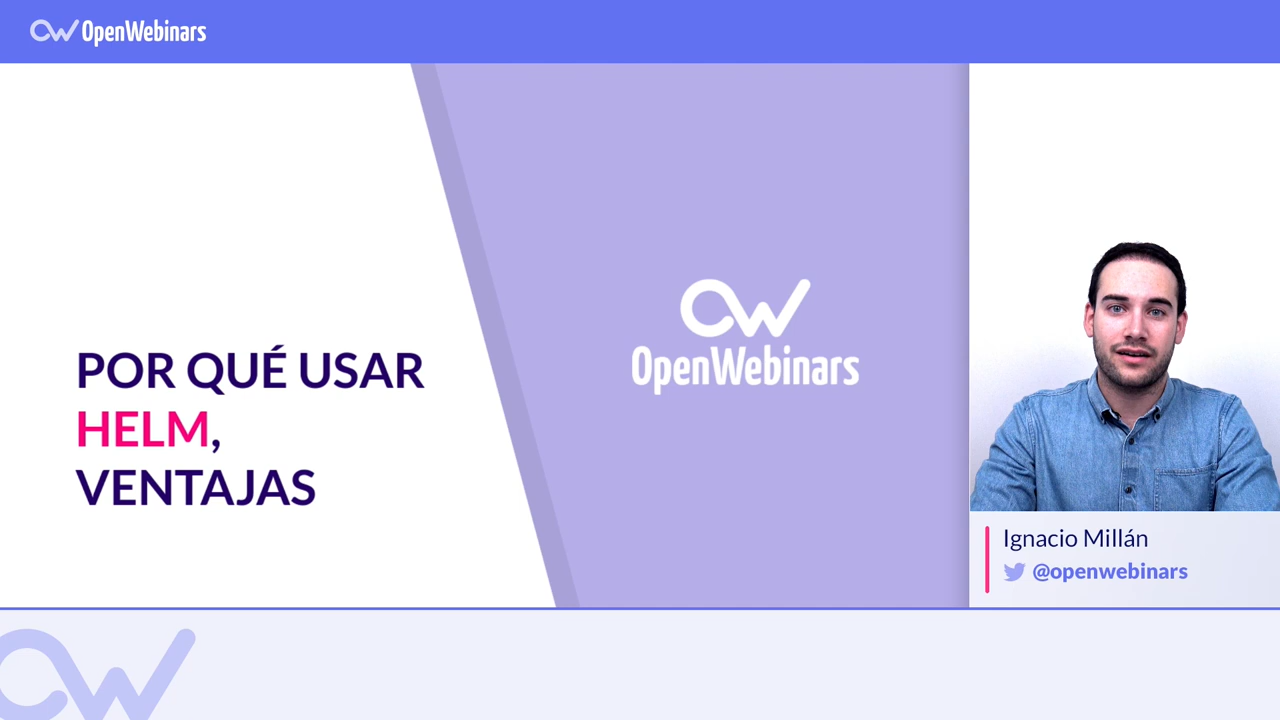 OpenWebinars
POR QUÉ USAR
HELM,
VENTAJAS
OpenWebinars
Ignacio Millán
@openwebinars